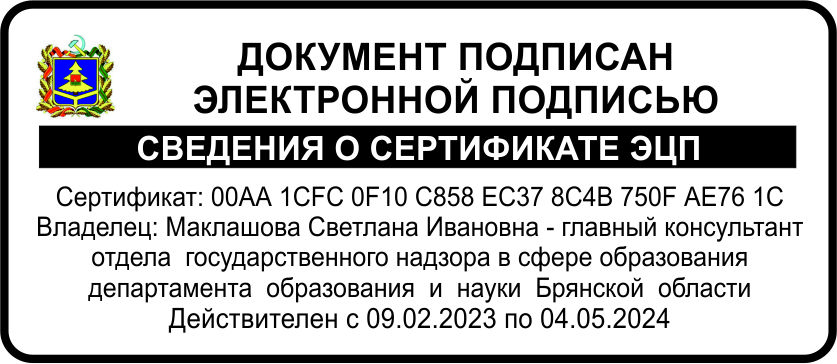 ДОКУМЕНТ ПОДПИСАН
ЭЛЕКТРОННОЙ ПОДПИСЬЮ
СВЕДЕНИЯ О СЕРТИФИКАТЕ ЭЦП
Сертификат: 00AA 1CFC 0F10 C858 EC37 8C4B 750F AE76 1C
Владелец: Маклашова Светлана Ивановна - главный консультант
отдела государственного надзора в сфере образования
департамента образования и науки Брянской области
Действителен с 09.02.2023 по 04.05.2024